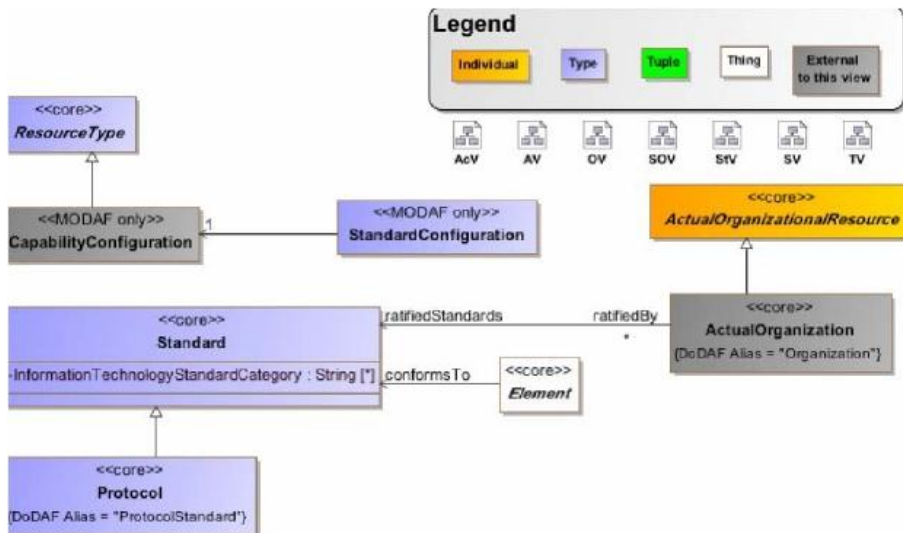 Legend
Individual
Type
Tuple
Thing
External
to this view
AcV
AV
OV
SOV
StV
SV
TV
<<core>>
ResourceType
<<MODAF only>>
CapabilityConfiguration
1
<<MODAF only>>
StandardConfiguration
<<core>>
ActualOrganizationalResource
<<core>>
Standard
-InformationTechnologyStandardCategory : String [*]
ratifiedStandards
ratifiedBy
*
<<core>>
ActualOrganization
{DoDAF Alias = "Organization"}
conformsTo
<<core>>
Element
<<core>>
Protocol
{DoDAF Alias = "ProtocolStandard"}